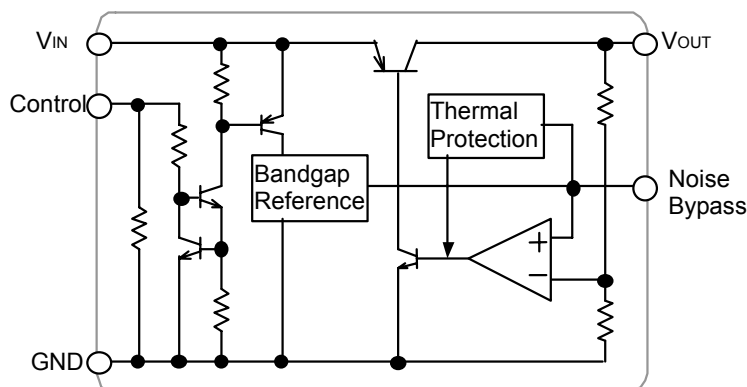 VIN
VOUT
Control
Thermal
Protection
Bandgap
Reference
Noise
Bypass
+
−
GND